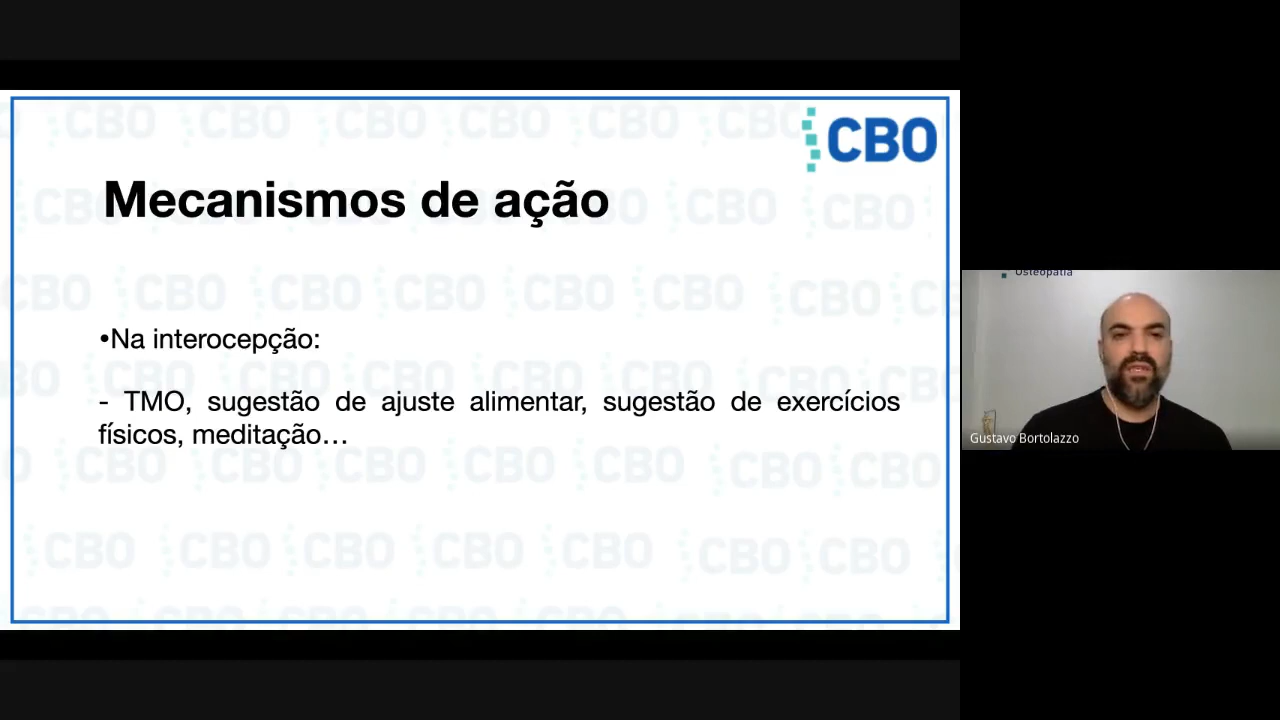 CBO
Mecanismos de ação
•Na interocepção:
- TMO, sugestão de ajuste alimentar, sugestão de exercícios
físicos, meditação…
Osteopatia
Gustavo Bortolazzo